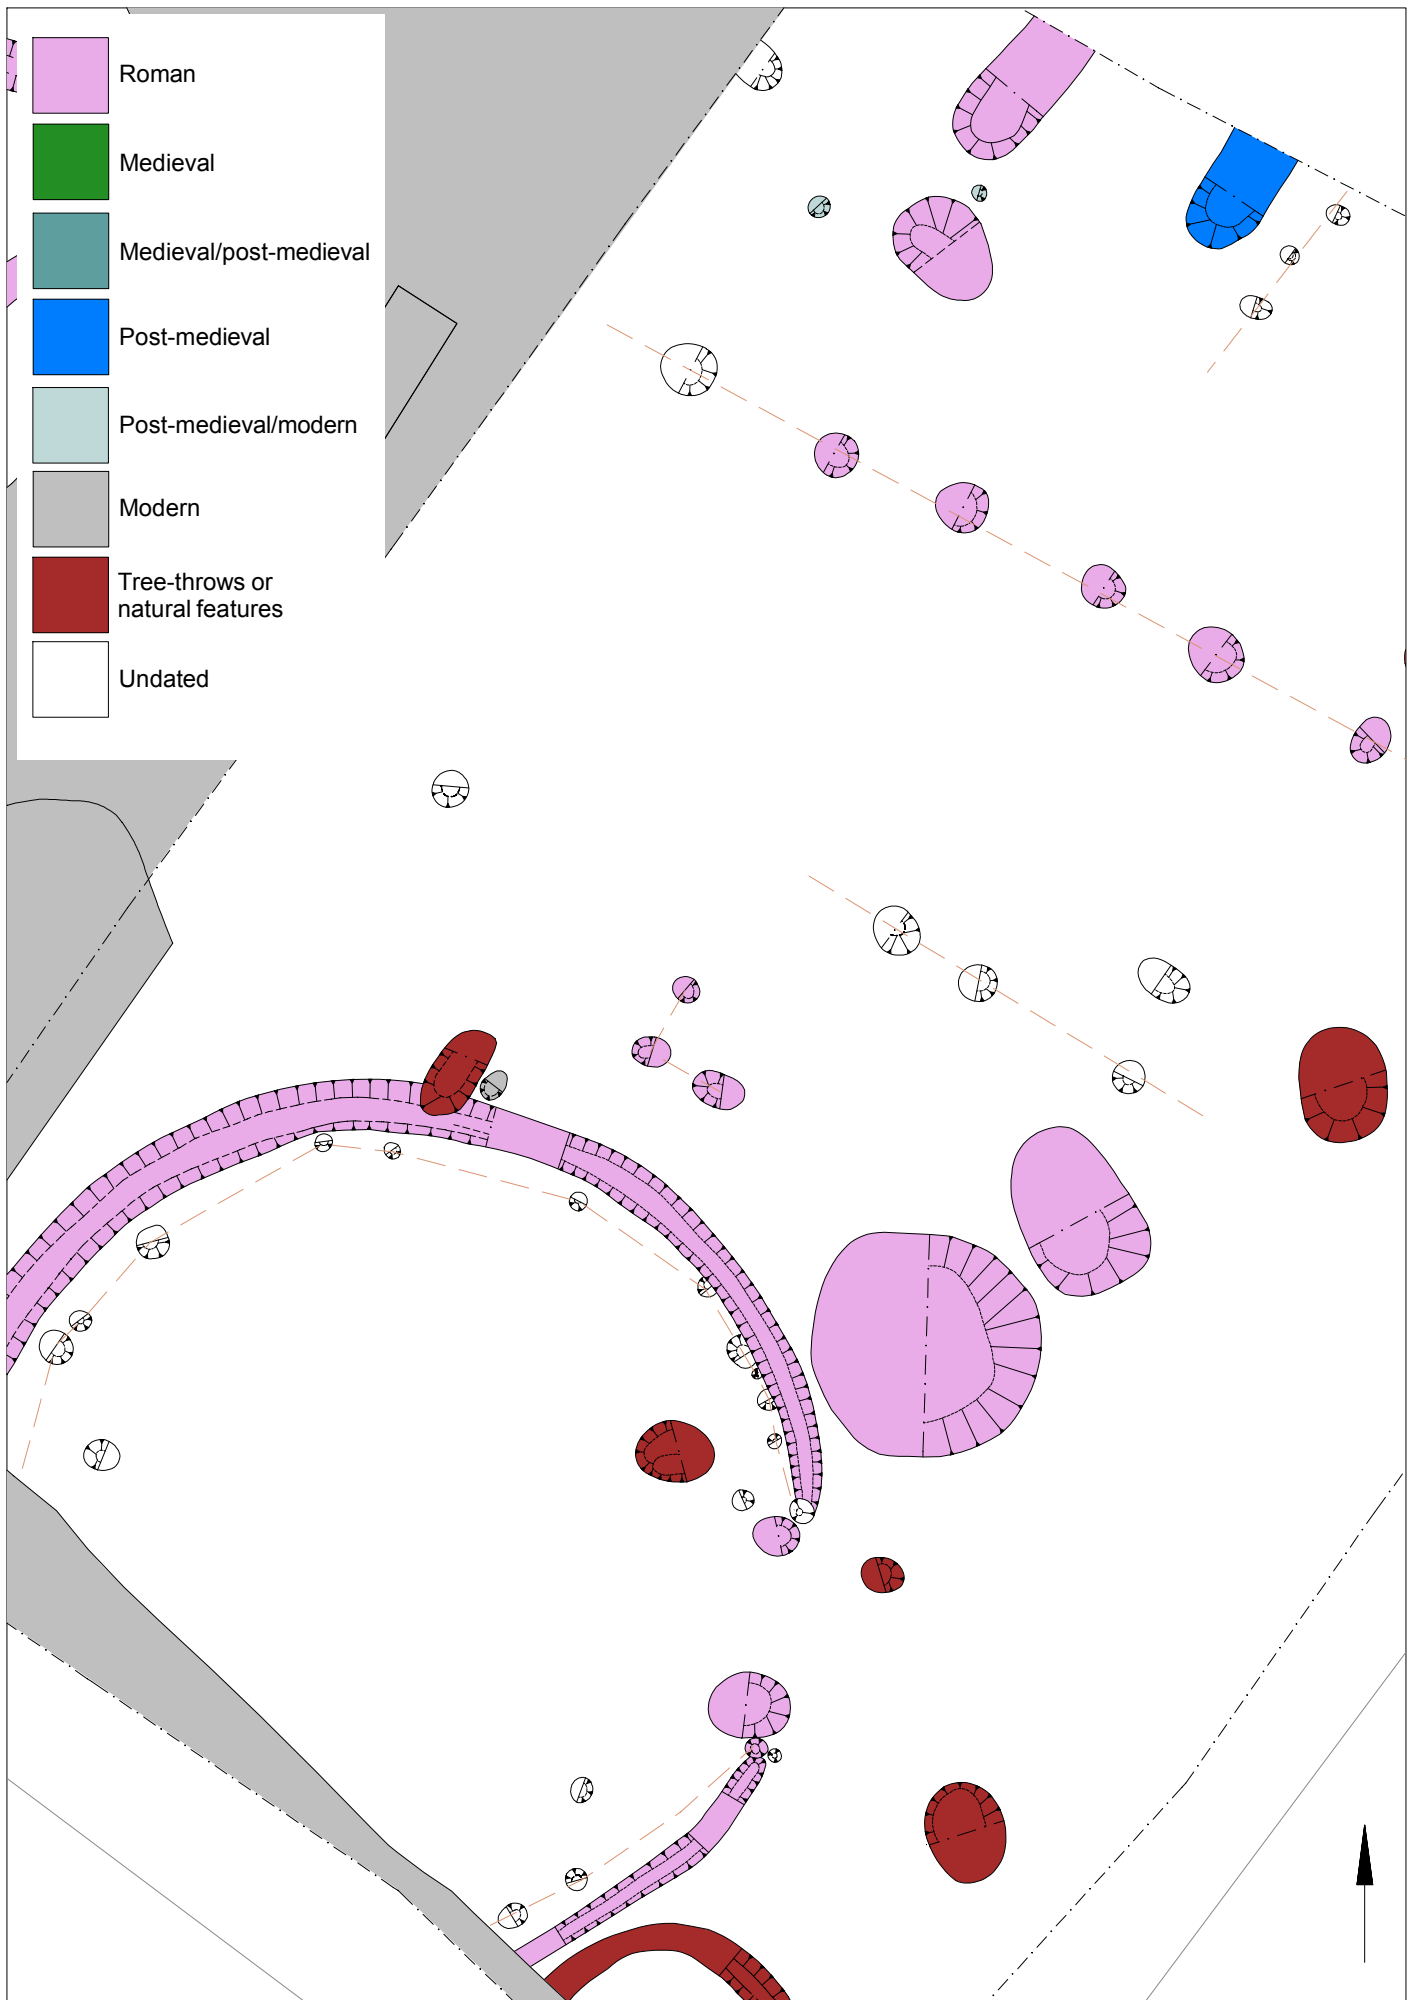 Roman
Medieval
Medieval/post-medieval
Post-medieval
Post-medieval/modern
Modern
Tree-throws or
natural features
Undated